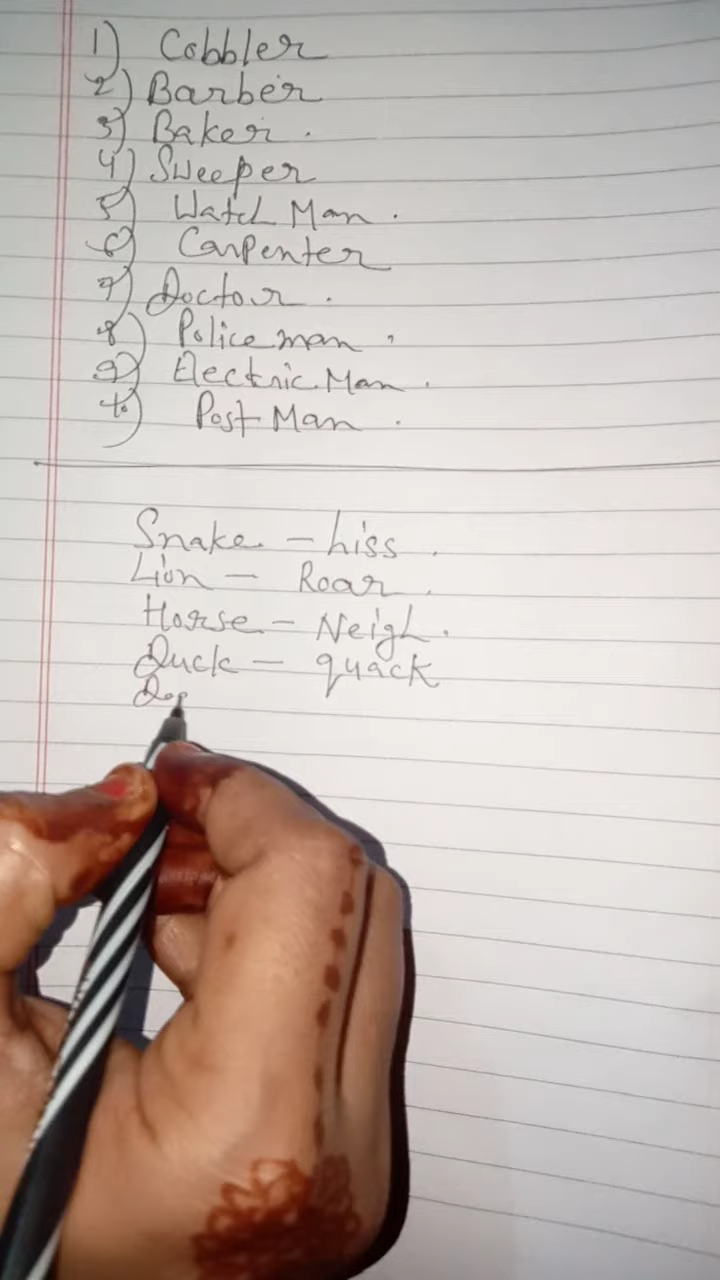 1) Cobbler
2) Barber
3) Baker.
4) Sweeper
5) Watch Man.
6) Carpenter
7) Doctour.
8) Police man.
9) Electric Man.
10) Post Man.
Snake - hiss.
Lion - Roar.
Horse - Neigh.
Duck - quack